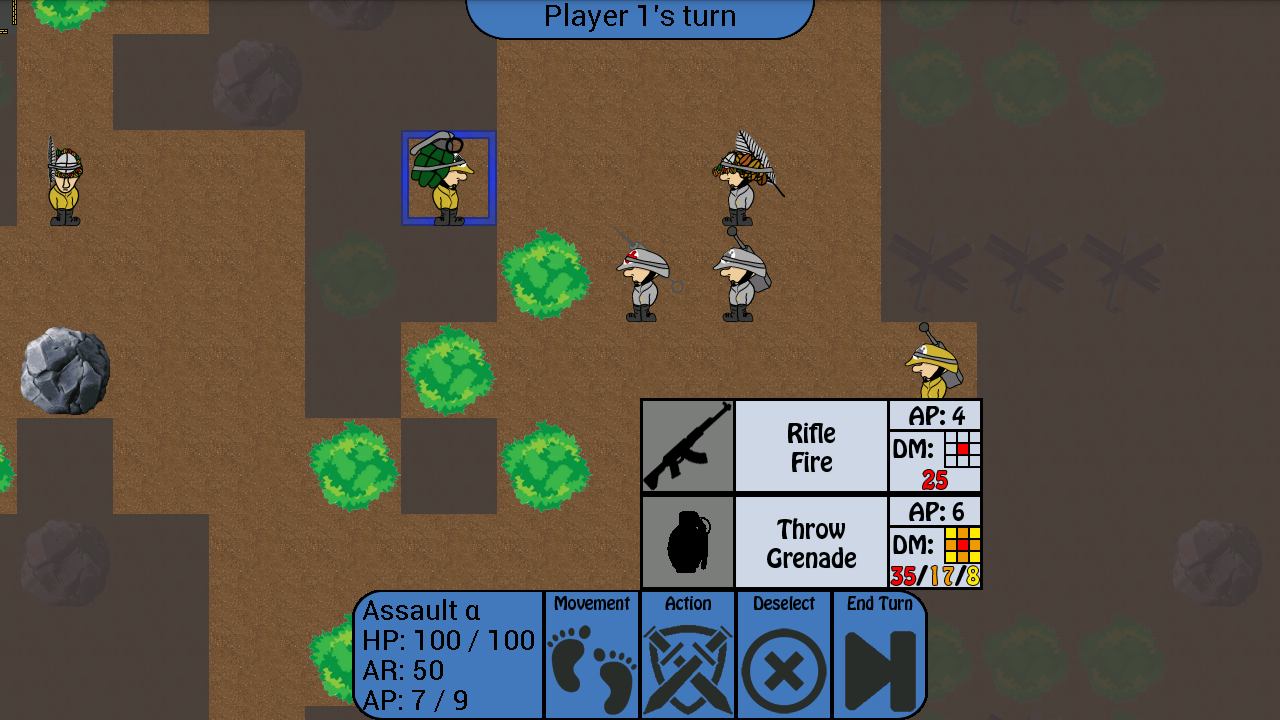 Player 1's turn
Rifle
Fire
AP: 4
DM:
25
Throw
Grenade
AP: 6
DM:
35/17/8
Assault α
HP: 100 / 100
AR: 50
AP: 7 / 9
Movement
Action
Deselect
End Turn